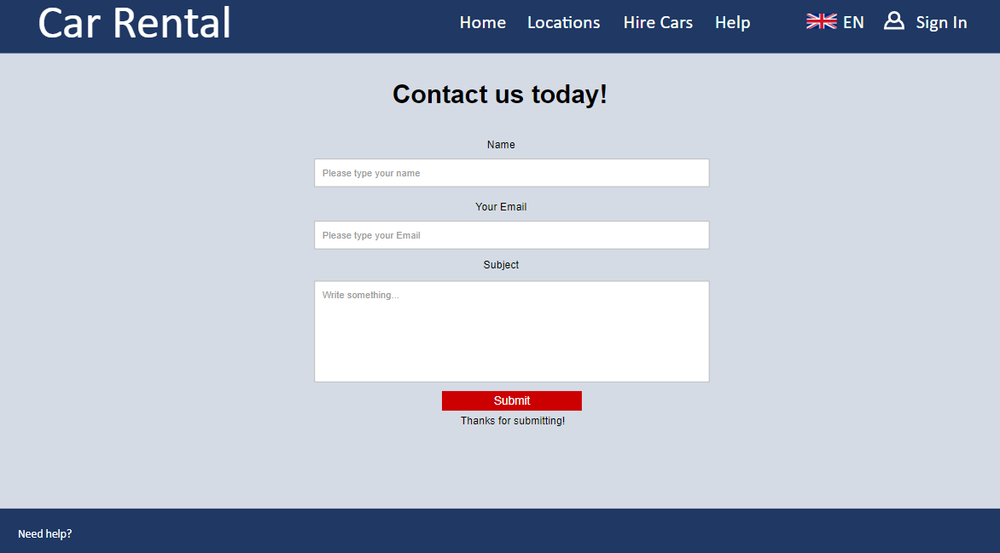 Car Rental
Home Locations Hire Cars Help EN Sign In
Contact us today!
Name
Please type your name
Your Email
Please type your Email
Subject
Write something...
Submit
Thanks for submitting!
Need help?